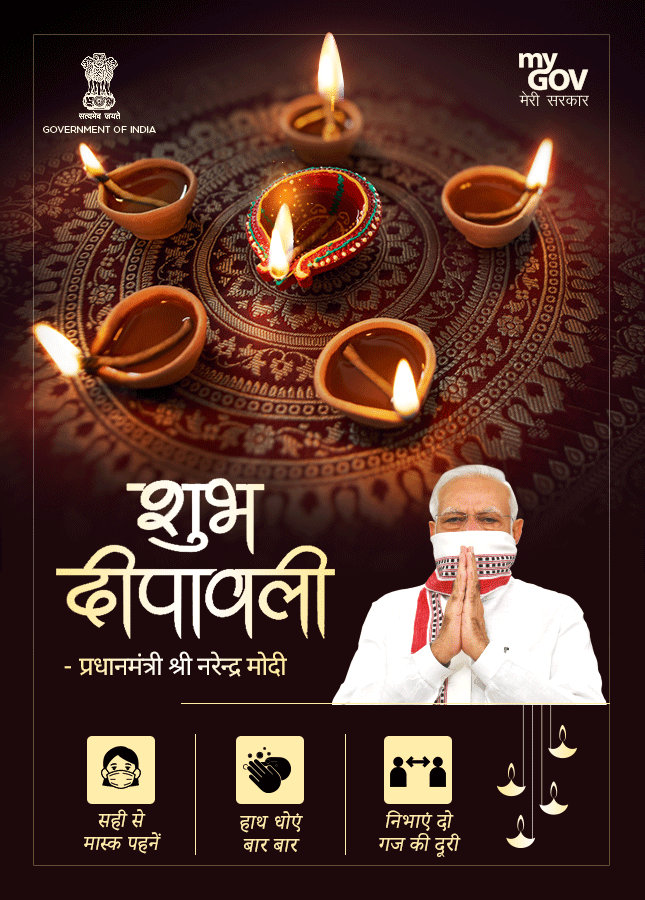 सत्यमेव जयते
GOVERNMENT OF INDIA
my
GOV
मेरी सरकार
शुभ
दीपावली
- प्रधानमंत्री श्री नरेन्द्र मोदी
सही से
मास्क पहनें
हाथ धोएं
बार बार
निभाएं दो
गज की दूरी